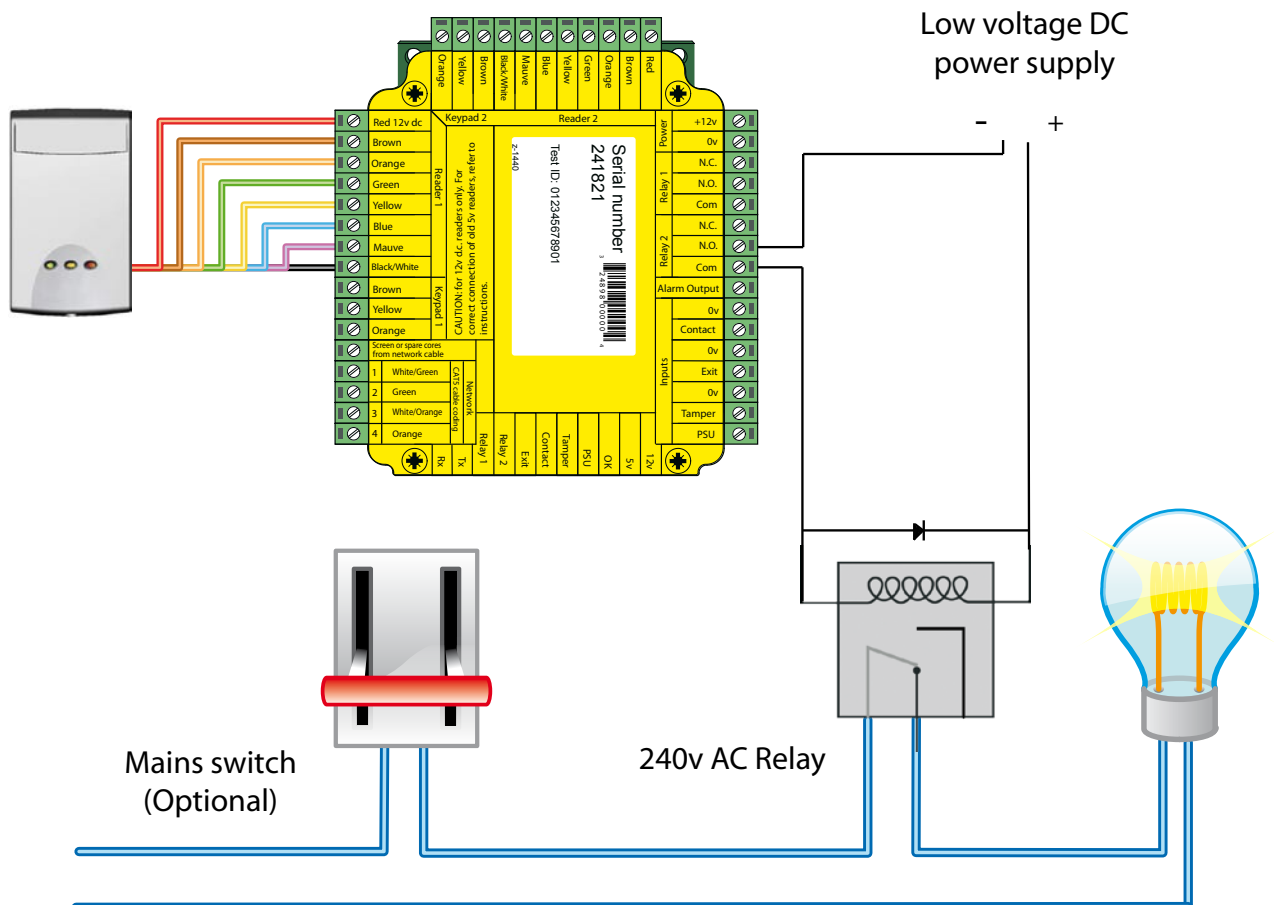 Low voltage DC
power supply
-
+
Orange
Yellow
Brown
Black/White
Mauve
Blue
Yellow
Green
Orange
Brown
Red
Keypad 2
Reader 2
Red 12v dc
Brown
Orange
Green
Yellow
Blue
Mauve
Black/White
Reader 1
Brown
Yellow
Orange
Keypad 1
Screen or spare cores
from network cable
1 White/Green
2 Green
3 White/Orange
4 Orange
CAT5 cable coding
Network
CAUTION: for 12v d.c. readers only. For
correct connection of old 5v readers, refer to
instructions.
Serial number
241821
Test ID: 012345678901
z-1440
3 24898 00000 4
Power
+12v
0v
Relay 1
N.C.
N.O.
Com
Relay 2
N.C.
N.O.
Com
Alarm Output
Inputs
0v
Contact
0v
Exit
0v
Tamper
PSU
Rx
Tx
Relay 1
Relay 2
Exit
Contact
Tamper
PSU
OK
5v
12v
Mains switch
(Optional)
240v AC Relay